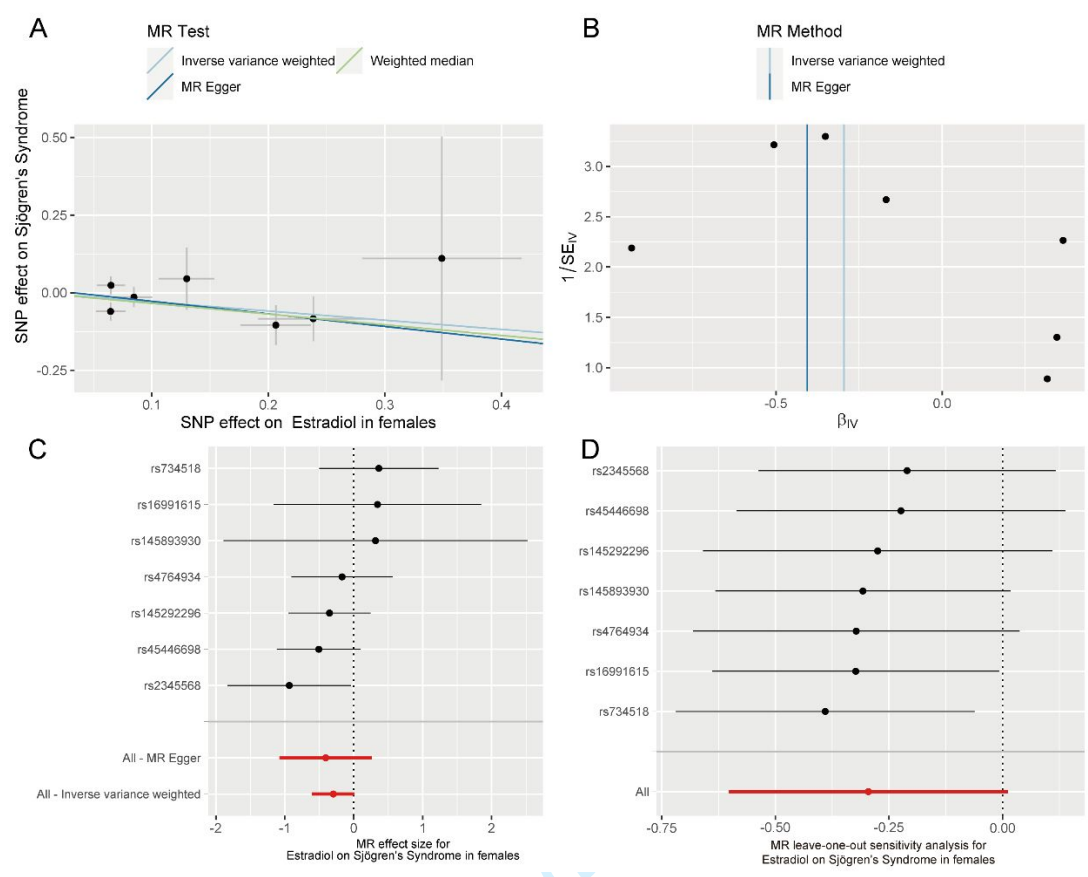 A
MR Test
Inverse variance weighted
Weighted median
MR Egger
SNP effect on Sjögren's Syndrome
0.50
0.25
0.00
-0.25
0.1
0.2
0.3
0.4
SNP effect on Estradiol in females
B
MR Method
Inverse variance weighted
MR Egger
1/SE_IV
3.0
2.5
2.0
1.5
1.0
-0.5
0.0
β_IV
C
rs734518
rs16991615
rs145893930
rs4764934
rs145292296
rs45446698
rs2345568
All - MR Egger
All - Inverse variance weighted
-2
-1
0
1
2
MR effect size for
Estradiol on Sjögren's Syndrome in females
D
rs2345568
rs45446698
rs145292296
rs145893930
rs4764934
rs16991615
rs734518
All
-0.75
-0.50
-0.25
0.00
MR leave-one-out sensitivity analysis for
Estradiol on Sjögren's Syndrome in females